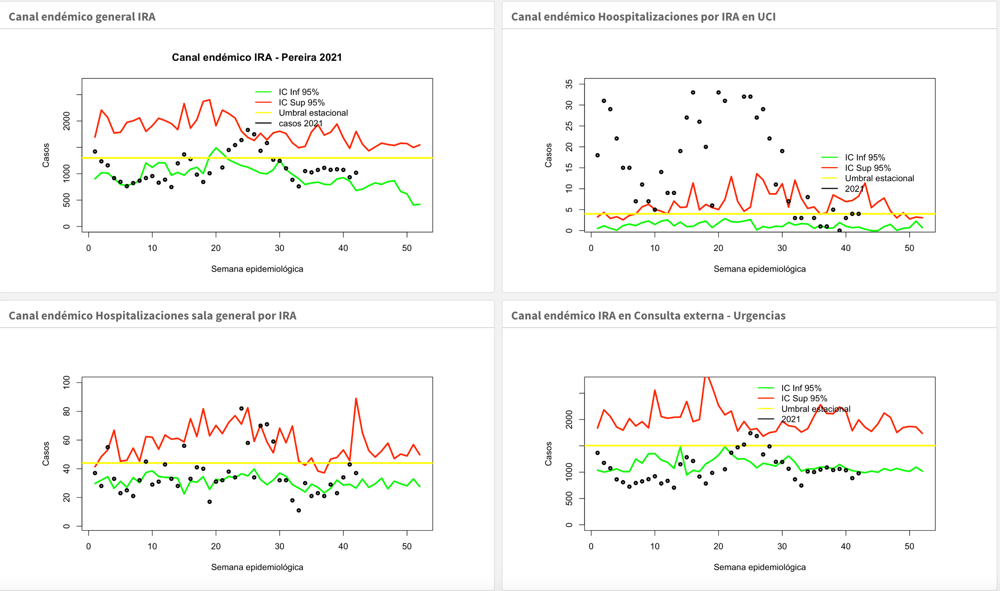 Canal endémico general IRA
Canal endémico IRA - Pereira 2021
IC Inf 95%
IC Sup 95%
Umbral estacional
casos 2021
Casos
0
500
1000
2000
0
10
20
30
40
50
Semana epidemiológica
Canal endémico Hoospitalizaciones por IRA en UCI
IC Inf 95%
IC Sup 95%
Umbral estacional
2021
Casos
0
5
10
15
20
25
30
35
0
10
20
30
40
50
Semana epidemiológica
Canal endémico Hospitalizaciones sala general por IRA
Casos
0
20
40
60
80
100
0
10
20
30
40
50
Semana epidemiológica
Canal endémico IRA en Consulta externa - Urgencias
IC Inf 95%
IC Sup 95%
Umbral estacional
2021
Casos
0
500
1000
2000
0
10
20
30
40
50
Semana epidemiológica